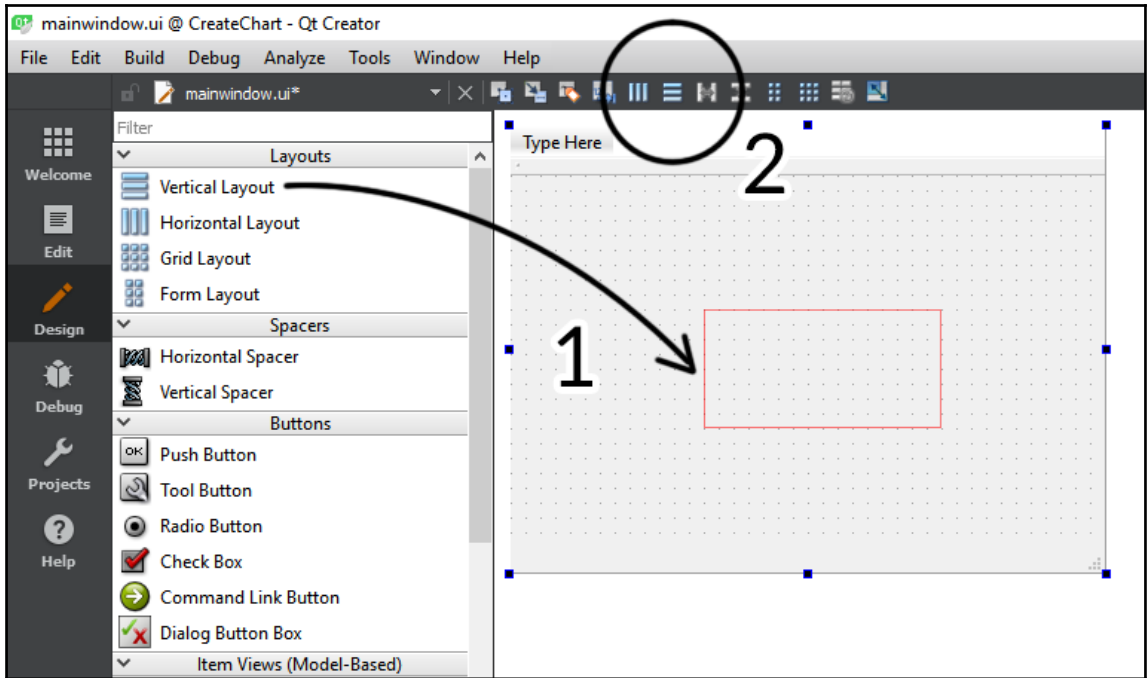 mainwindow.ui @ CreateChart - Qt Creator
File Edit Build Debug Analyze Tools Window Help
mainwindow.ui*
Welcome
Edit
Design
Debug
Projects
Help
Filter
Layouts
Vertical Layout
Horizontal Layout
Grid Layout
Form Layout
Spacers
Horizontal Spacer
Vertical Spacer
Buttons
OK Push Button
Tool Button
Radio Button
Check Box
Command Link Button
Dialog Button Box
Item Views (Model-Based)
Type Here
1
2